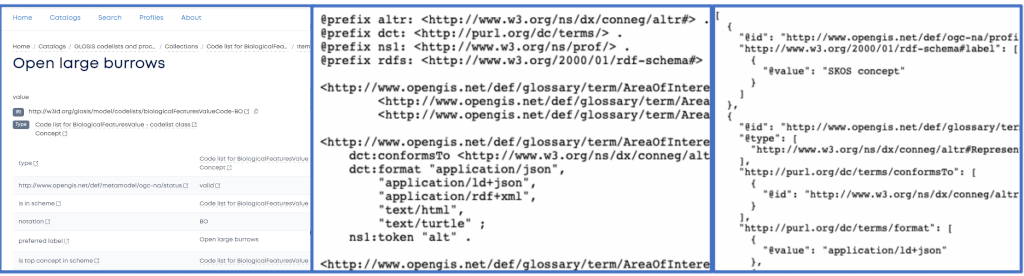 Home Catalogs Search Profiles About
Home / Catalogs / GLOSIS codelists and proc... / Collections / Code list for BiologicalFea... / Item
Open large burrows
value
IRI http://w3id.org/glosis/model/codelists/biologicalFeaturesValueCode-BO
Type Code list for BiologicalFeaturesValue - codelist class
Concept
type Code list for BiologicalFeaturesValue
Concept
http://www.opengis.net/def/metamodel/ogc-na/status valid
is in scheme Code list for BiologicalFeaturesValue
notation BO
preferred label Open large burrows
is top concept in scheme Code list for BiologicalFeaturesValue
@prefix altr: <http://www.w3.org/ns/dx/conneg/altr#> .
@prefix dct: <http://purl.org/dc/terms/> .
@prefix ns1: <http://www.w3.org/ns/prof/> .
@prefix rdfs: <http://www.w3.org/2000/01/rdf-schema#>
<http://www.opengis.net/def/glossary/term/AreaOfIntere
<http://www.opengis.net/def/glossary/term/Area
<http://www.opengis.net/def/glossary/term/Area
<http://www.opengis.net/def/glossary/term/AreaOfIntere
dct:conformsTo <http://www.w3.org/ns/dx/conneg/alt
dct:format "application/json",
"application/ld+json",
"application/rdf+xml",
"text/html",
"text/turtle" ;
ns1:token "alt" .
<http://www.opengis.net/def/glossary/term/AreaOfIntere
[
{
"@id": "http://www.opengis.net/def/ogc-na/profi
"http://www.w3.org/2000/01/rdf-schema#label": [
{
"@value": "SKOS concept"
}
]
},
{
"@id": "http://www.opengis.net/def/glossary/ter
"@type": [
"http://www.w3.org/ns/dx/conneg/altr#Represen
],
"http://purl.org/dc/terms/conformsTo": [
{
"@id": "http://www.w3.org/ns/dx/conneg/altr
}
],
"http://purl.org/dc/terms/format": [
{
"@value": "application/ld+json"
},